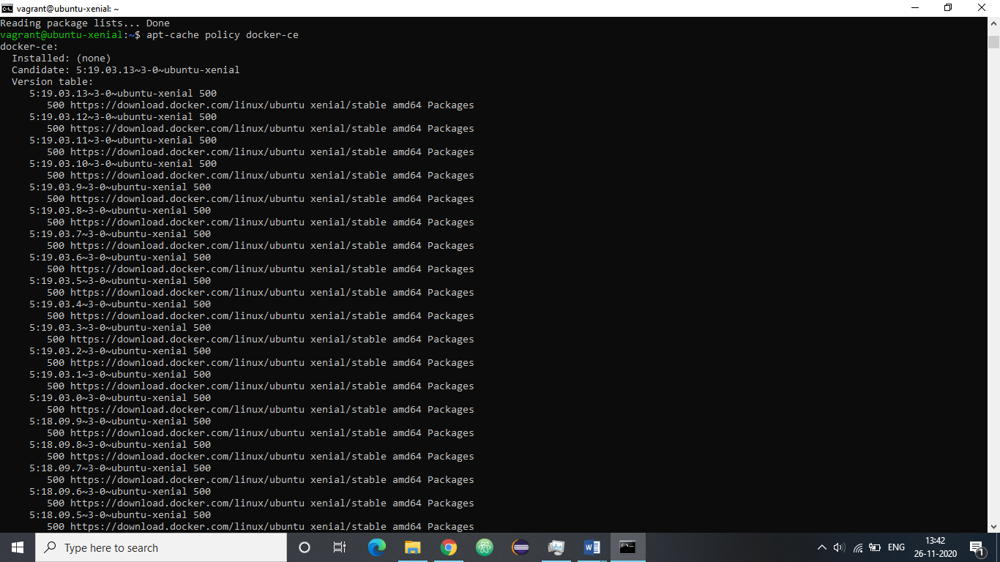 vagrant@ubuntu-xenial: ~
Reading package lists... Done
vagrant@ubuntu-xenial:~$ apt-cache policy docker-ce
docker-ce:
  Installed: (none)
  Candidate: 5:19.03.13~3-0~ubuntu-xenial
  Version table:
     5:19.03.13~3-0~ubuntu-xenial 500
        500 https://download.docker.com/linux/ubuntu xenial/stable amd64 Packages
     5:19.03.12~3-0~ubuntu-xenial 500
        500 https://download.docker.com/linux/ubuntu xenial/stable amd64 Packages
     5:19.03.11~3-0~ubuntu-xenial 500
        500 https://download.docker.com/linux/ubuntu xenial/stable amd64 Packages
     5:19.03.10~3-0~ubuntu-xenial 500
        500 https://download.docker.com/linux/ubuntu xenial/stable amd64 Packages
     5:19.03.9~3-0~ubuntu-xenial 500
        500 https://download.docker.com/linux/ubuntu xenial/stable amd64 Packages
     5:19.03.8~3-0~ubuntu-xenial 500
        500 https://download.docker.com/linux/ubuntu xenial/stable amd64 Packages
     5:19.03.7~3-0~ubuntu-xenial 500
        500 https://download.docker.com/linux/ubuntu xenial/stable amd64 Packages
     5:19.03.6~3-0~ubuntu-xenial 500
        500 https://download.docker.com/linux/ubuntu xenial/stable amd64 Packages
     5:19.03.5~3-0~ubuntu-xenial 500
        500 https://download.docker.com/linux/ubuntu xenial/stable amd64 Packages
     5:19.03.4~3-0~ubuntu-xenial 500
        500 https://download.docker.com/linux/ubuntu xenial/stable amd64 Packages
     5:19.03.3~3-0~ubuntu-xenial 500
        500 https://download.docker.com/linux/ubuntu xenial/stable amd64 Packages
     5:19.03.2~3-0~ubuntu-xenial 500
        500 https://download.docker.com/linux/ubuntu xenial/stable amd64 Packages
     5:19.03.1~3-0~ubuntu-xenial 500
        500 https://download.docker.com/linux/ubuntu xenial/stable amd64 Packages
     5:19.03.0~3-0~ubuntu-xenial 500
        500 https://download.docker.com/linux/ubuntu xenial/stable amd64 Packages
     5:18.09.9~3-0~ubuntu-xenial 500
        500 https://download.docker.com/linux/ubuntu xenial/stable amd64 Packages
     5:18.09.8~3-0~ubuntu-xenial 500
        500 https://download.docker.com/linux/ubuntu xenial/stable amd64 Packages
     5:18.09.7~3-0~ubuntu-xenial 500
        500 https://download.docker.com/linux/ubuntu xenial/stable amd64 Packages
     5:18.09.6~3-0~ubuntu-xenial 500
        500 https://download.docker.com/linux/ubuntu xenial/stable amd64 Packages
     5:18.09.5~3-0~ubuntu-xenial 500
        500 https://download.docker.com/linux/ubuntu xenial/stable amd64 Packages
Type here to search
ENG
13:42
26-11-2020
1